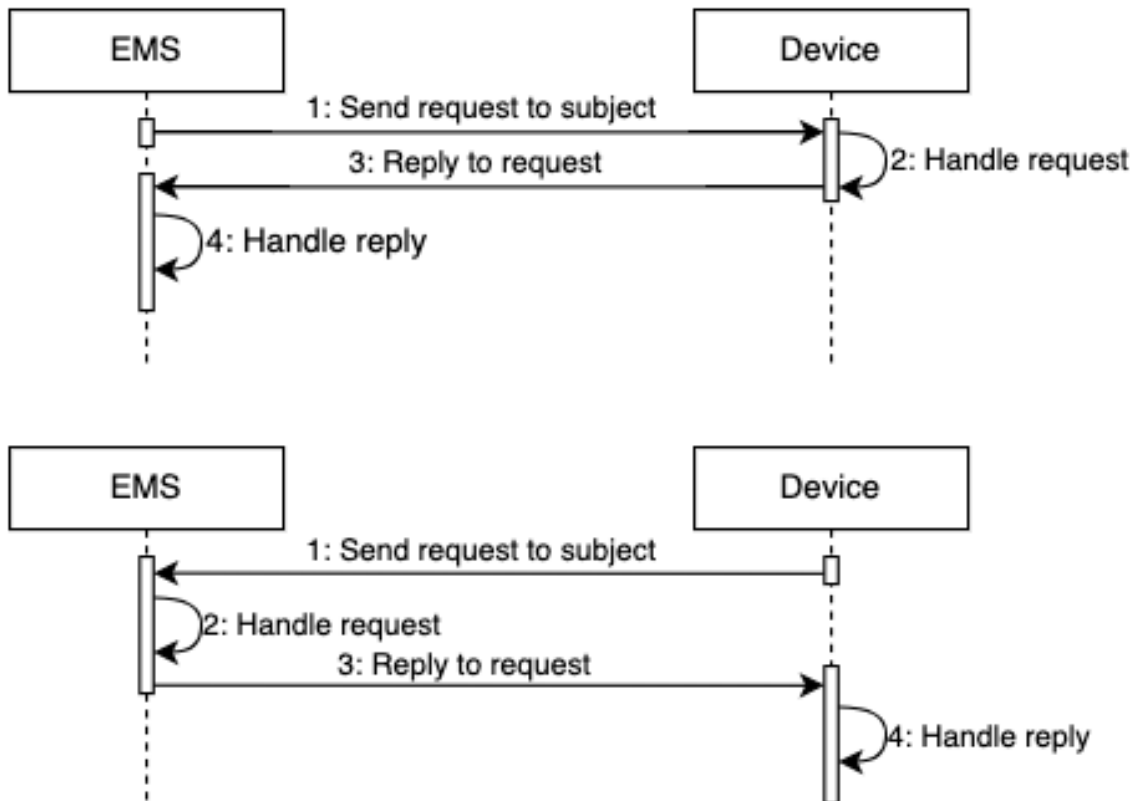 EMS
Device
1: Send request to subject
2: Handle request
3: Reply to request
4: Handle reply
EMS
Device
1: Send request to subject
2: Handle request
3: Reply to request
4: Handle reply